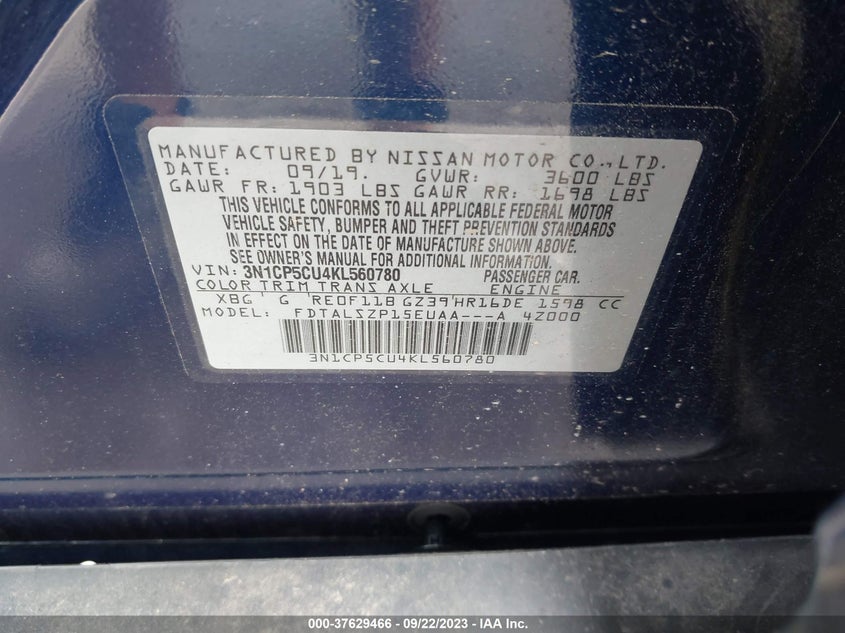 MANUFACTURED BY NISSAN MOTOR CO., LTD.
DATE: 09/19. GVWR: 3600 LBS
GAWR FR: 1903 LBS GAWR RR: 1698 LBS
THIS VEHICLE CONFORMS TO ALL APPLICABLE FEDERAL MOTOR
VEHICLE SAFETY, BUMPER AND THEFT PREVENTION STANDARDS
IN EFFECT ON THE DATE OF MANUFACTURE SHOWN ABOVE.
SEE OWNER'S MANUAL FOR ADDITIONAL INFORMATION.
VIN: 3N1CP5CU4KL560780 PASSENGER CAR.
COLOR TRIM TRANS AXLE ENGINE
XBG G RE0F11B GZ39 HR16DE 1598 CC
MODEL: FDTALSZP15EUAA---A 4Z000
3N1CP5CU4KL560780
000-37629466 - 09/22/2023 - IAA Inc.